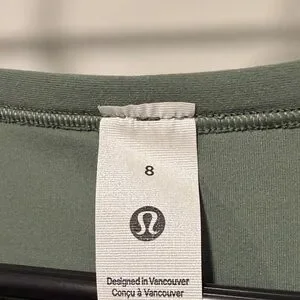 8
Designed in Vancouver
Conçu à Vancouver